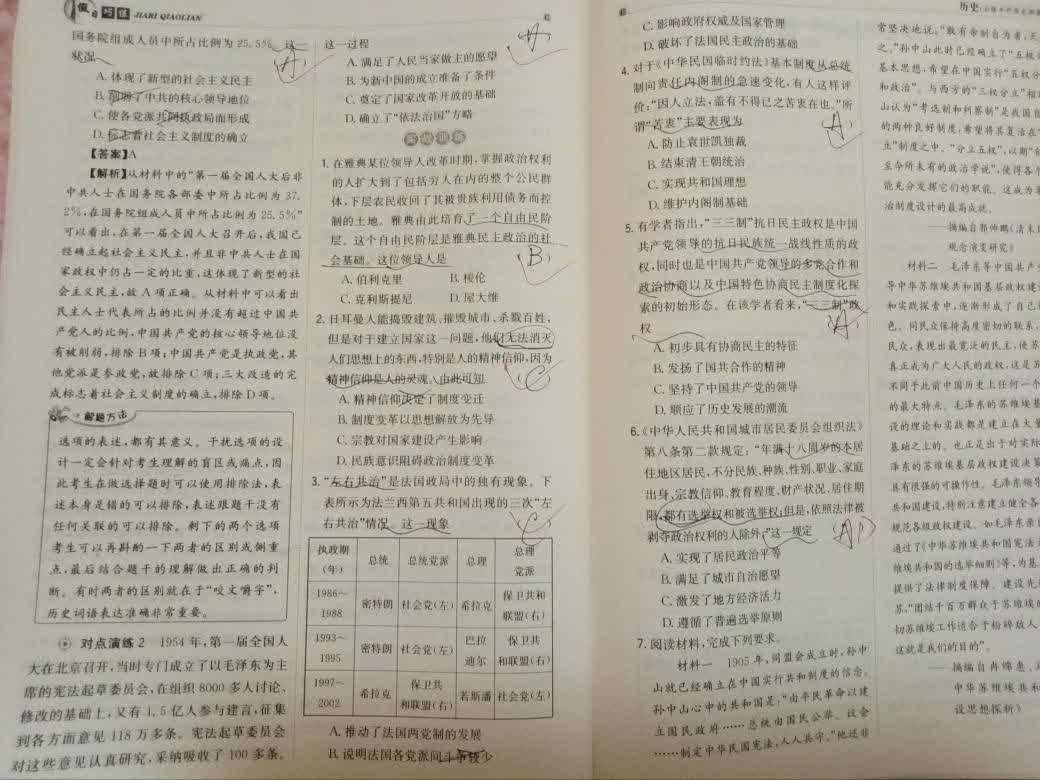 假日巧练 JIARI QIAOLIAN
国务院组成人员中所占比例为 25.5%。这一
状况
A. 体现了新型的社会主义民主
B. 削弱了中共的核心领导地位
C. 使各党派共同执政局面形成
D. 标志着社会主义制度的确立
【答案】A
【解析】从材料中的“第一届全国人大后非
中共人士在国务院各部委中所占比例为 37.
2%,在国务院组成人员中所占比例为 25.5%”
可以看出,在第一届全国人大召开后,我国已
经确立起社会主义民主,并且非中共人士在国
家政权中仍占一定的比重,这体现了新型的社
会主义民主,故 A 项正确。从材料中可以看出
民主人士代表所占的比例并没有超过中国共
产党人的比例,中国共产党的核心领导地位没
有被削弱,排除 B 项;中国共产党是执政党,其
他党派是参政党,故排除 C 项;三大改造的完
成标志着社会主义制度的确立,排除 D 项。
解题方法
选项的表述,都有其意义。干扰选项的设
计一定会针对考生理解的盲区或痛点,因
此考生在做选择题时可以使用排除法,表
述本身是错的可以排除,表述跟题干没有
任何关联的可以排除。剩下的两个选项
考生可以再斟酌一下两者的区别或侧重
点,最后结合题干的理解做出正确的判
断。有时两者的区别就在于“咬文嚼字”,
历史词语表达准确非常重要。
对点演练 2 1954 年,第一届全国人
大在北京召开,当时专门成立了以毛泽东为主
席的宪法起草委员会,在组织 8000 多人讨论、
修改的基础上,又有 1.5 亿人参与建言,征集
到各方面意见 118 万多条。宪法起草委员会
对这些意见认真研究,采纳吸收了 100 多条。
这一过程
A
A. 满足了人民当家做主的愿望
B. 为新中国的成立准备了条件
C. 奠定了国家改革开放的基础
D. 确立了“依法治国”方略
实战训练
1. 在雅典某位领导人改革时期,掌握政治权利
的人扩大到了包括穷人在内的整个公民群
体,下层农民收回了其被贵族利用债务而控
制的土地。雅典由此培育了一个自由民阶
层。这个自由民阶层是雅典民主政治的社
会基础。这位领导人是
(B)
A. 伯利克里 B. 梭伦
C. 克利斯提尼 D. 屋大维
2. 日耳曼人能捣毁建筑、摧毁城市、杀戮百姓,
但是对于建立国家这一问题,他们无法消灭
人们思想上的东西,特别是人的精神信仰,因为
精神信仰是人的灵魂。由此可知
(C)
A. 精神信仰决定了制度变迁
B. 制度变革以思想解放为先导
C. 宗教对国家建设产生影响
D. 民族意识阻碍政治制度变革
3. “左右共治”是法国政局中的独有现象。下
表所示为法兰西第五共和国出现的三次“左
右共治”情况。这一现象
C
执政期(年) 总统 总统党派 总理 总理党派
1986~1988 密特朗 社会党(左) 希拉克 保卫共和联盟(右)
1993~1995 密特朗 社会党(左) 巴拉迪尔 保卫共和联盟(右)
1997~2002 希拉克 保卫共和联盟(右) 若斯潘 社会党(左)
A. 推动了法国两党制的发展
B. 说明法国各党派间斗争较少
历史
C. 影响政府权威及国家管理
D. 破坏了法国民主政治的基础
4. 对于《中华民国临时约法》基本制度从总统
制向责任内阁制的急速变化,有人这样评
价,“因人立法,盖有不得已之苦衷在也。”所
谓“苦衷”主要表现为
A
A. 防止袁世凯独裁
B. 结束清王朝统治
C. 实现共和国理想
D. 维护内阁制基础
5. 有学者指出,“三三制”抗日民主政权是中国
共产党领导的抗日民族统一战线性质的政
权,同时也是中国共产党领导的多党合作和
政治协商以及中国特色协商民主制度化探
索的初始形态。在该学者看来,“三三制”政
权
A
A. 初步具有协商民主的特征
B. 发扬了国共合作的精神
C. 坚持了中国共产党的领导
D. 顺应了历史发展的潮流
6. 《中华人民共和国城市居民委员会组织法》
第八条第二款规定:“年满十八周岁的本居
住地区居民,不分民族、种族、性别、职业、家庭
出身、宗教信仰、教育程度、财产状况、居住期
限,都有选举权和被选举权;但是,依照法律被
剥夺政治权利的人除外。”这一规定
A. 实现了居民政治平等
B. 满足了城市自治愿望
C. 激发了地方经济活力
D. 遵循了普遍选举原则
7. 阅读材料,完成下列要求。
材料一 1905 年,同盟会成立时,孙中
山就已经确立在中国实行共和制度的信念。
孙中山心中的共和国是:“由平民革命以建
立国民政府……总统由国民公举。议会
……制定中华民国宪法,人人共守。”他还非
常坚决地说:“敢有帝制自为者,天
之。”孙中山此时已经确立了“五权
基本思想,希望在中国实行“五权分
和政治”。与西方的“三权分立”相
山认为“考选制和纠察制”是我国
的两种良好制度,希望将其复活在
立”制度之中。“分立五权”,以期“
至今所未有的政治学说”,使得各
能充分发挥它们的职能。这成为
治制度设计的最高成就。
——摘编自郭帅鹏《清末
观念演变研究》
材料二 毛泽东等中国共产
导中华苏维埃共和国基层政权建
和实践探索中,逐渐形成了自己
色。同民众保持高度密切的联系,
民众,表现出最宽泛的民主,使苏
真正成为广大人民的政权,这是苏
不同于此前中国历史上任何一个
的最大特点。毛泽东的苏维埃基
设的理论和实践都是建立在大量
基础之上的。也正是出于对实际
泽东的苏维埃基层政权建设决策
具有很强的可操作性。毛泽东领
共和国建设,特别注意建立健全各
规范各级政权建设。如毛泽东亲
通过了《中华苏维埃共和国宪法
维埃共和国的选举细则》等,为基
提供了法律制度保障。建设先
苏,“团结千百万群众于苏维埃的
切苏维埃工作适合于粉碎敌人
这就是我们的目的”。
——摘编自肖锦惠、
中华苏维埃共和
设思想探析》